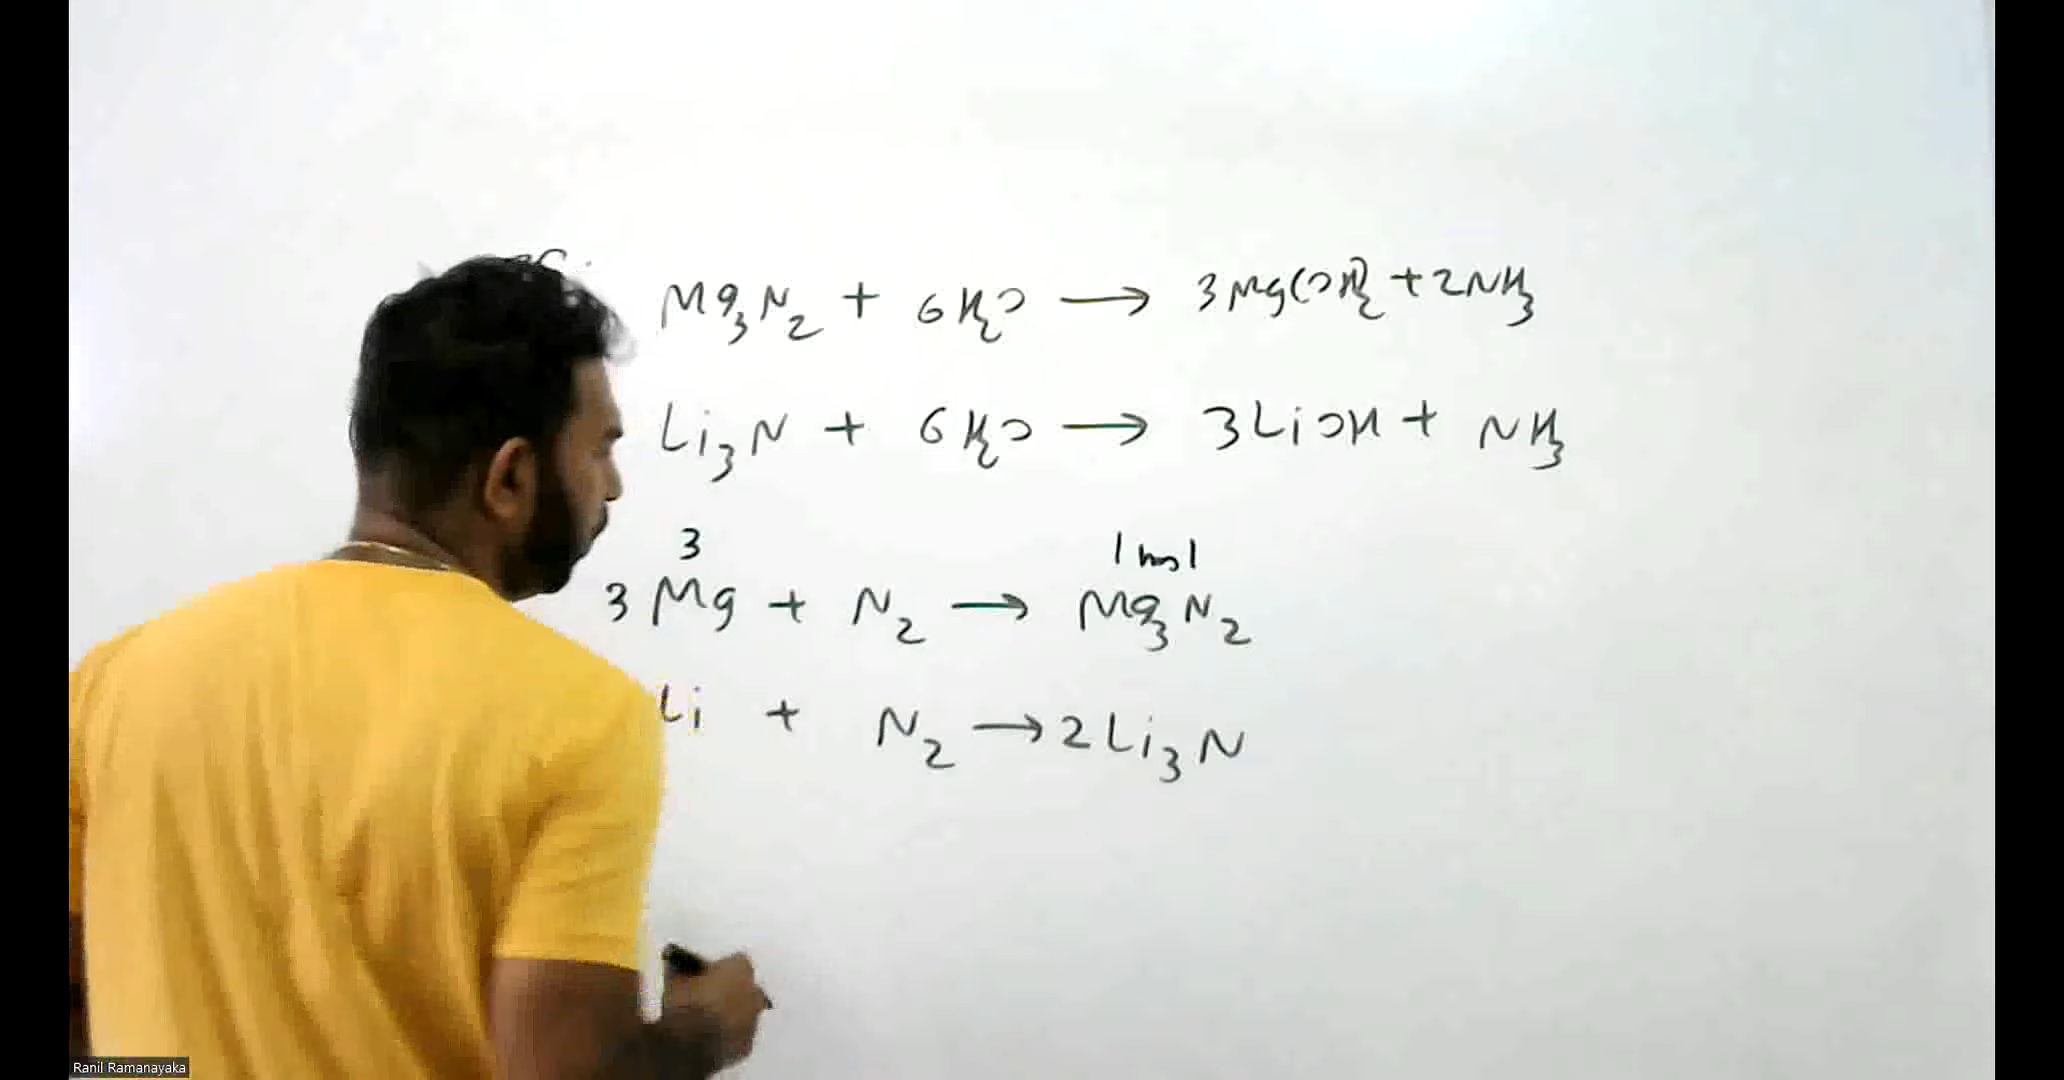 Mg₃N₂ + 6H₂O → 3Mg(OH)₂ + 2NH₃
Li₃N + 6H₂O → 3LiOH + NH₃
3 1mol
3Mg + N₂ → Mg₃N₂
Li + N₂ → 2Li₃N
Ranil Ramanayaka